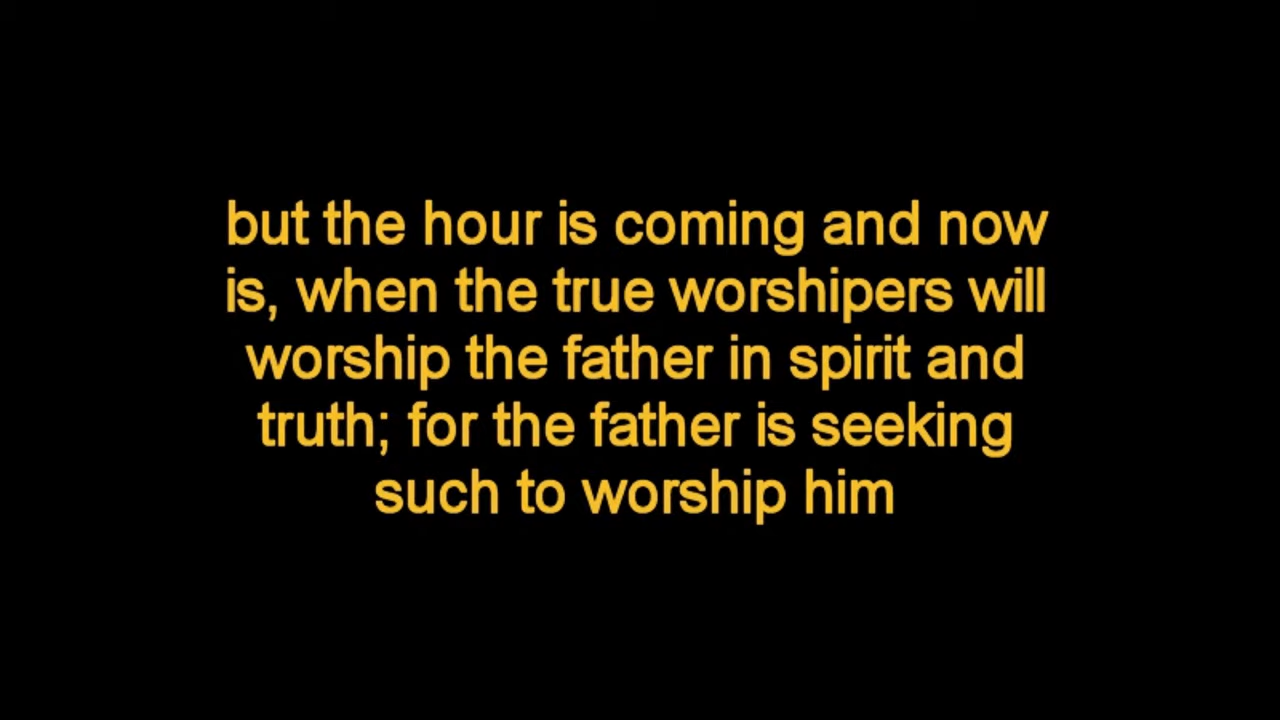 but the hour is coming and now
is, when the true worshipers will
worship the father in spirit and
truth; for the father is seeking
such to worship him